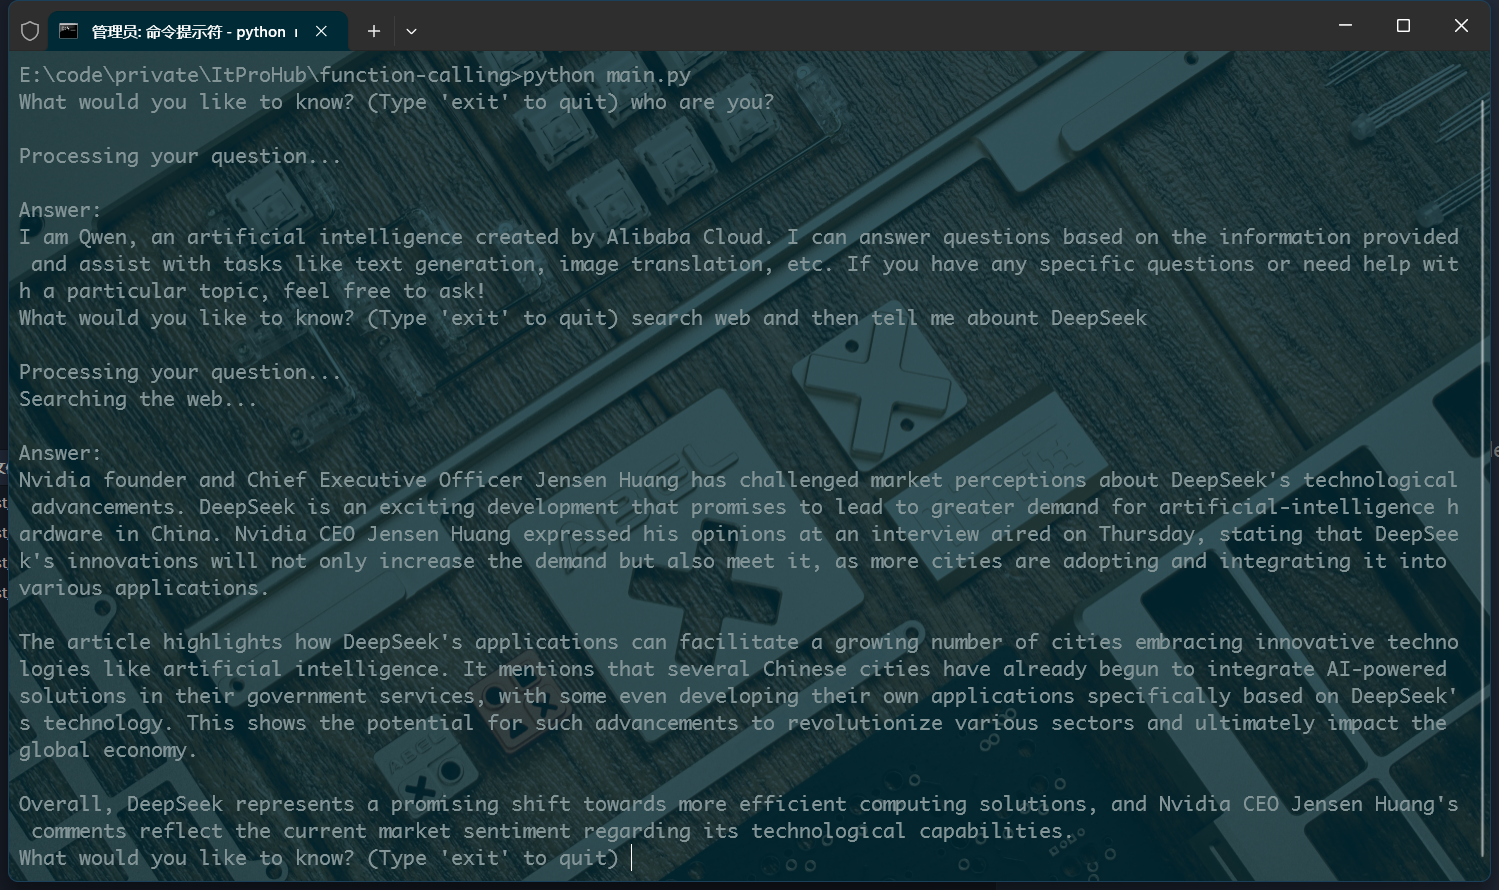 管理员: 命令提示符 - python
E:\code\private\ItProHub\function-calling>python main.py
What would you like to know? (Type 'exit' to quit) who are you?
Processing your question...
Answer:
I am Qwen, an artificial intelligence created by Alibaba Cloud. I can answer questions based on the information provided
and assist with tasks like text generation, image translation, etc. If you have any specific questions or need help wit
h a particular topic, feel free to ask!
What would you like to know? (Type 'exit' to quit) search web and then tell me abount DeepSeek
Processing your question...
Searching the web...
Answer:
Nvidia founder and Chief Executive Officer Jensen Huang has challenged market perceptions about DeepSeek's technological
advancements. DeepSeek is an exciting development that promises to lead to greater demand for artificial-intelligence h
ardware in China. Nvidia CEO Jensen Huang expressed his opinions at an interview aired on Thursday, stating that DeepSee
k's innovations will not only increase the demand but also meet it, as more cities are adopting and integrating it into
various applications.
The article highlights how DeepSeek's applications can facilitate a growing number of cities embracing innovative techno
logies like artificial intelligence. It mentions that several Chinese cities have already begun to integrate AI-powered
solutions in their government services, with some even developing their own applications specifically based on DeepSeek'
s technology. This shows the potential for such advancements to revolutionize various sectors and ultimately impact the
global economy.
Overall, DeepSeek represents a promising shift towards more efficient computing solutions, and Nvidia CEO Jensen Huang's
comments reflect the current market sentiment regarding its technological capabilities.
What would you like to know? (Type 'exit' to quit)